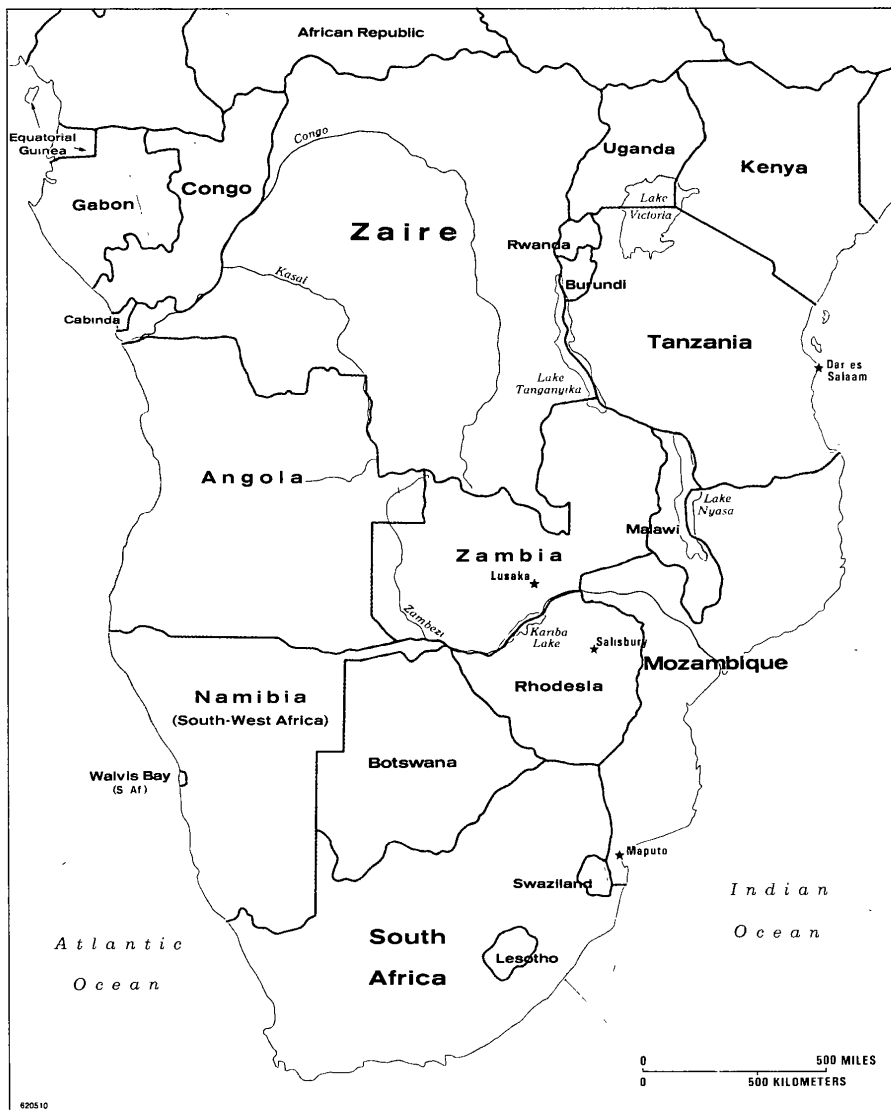 African Republic
Equatorial
Guinea
Congo
Uganda
Kenya
Gabon
Congo
Lake
Victoria
Zaire
Rwanda
Kasai
Burundi
Cabinda
Tanzania
Dar es
Salaam
Lake
Tanganyika
Angola
Lake
Nyasa
Malawi
Zambia
Lusaka
Zambezi
Kariba
Lake
Salisbury
Mozambique
Rhodesia
Namibia
(South-West Africa)
Botswana
Walvis Bay
(S Af)
Maputo
Swaziland
Indian
Ocean
Atlantic
Ocean
South
Africa
Lesotho
0 500 MILES
0 500 KILOMETERS
620510